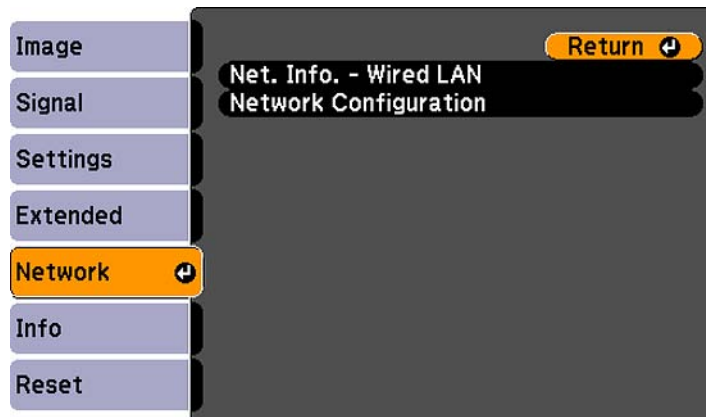 Image
Signal
Settings
Extended
Network
Info
Reset
Return
Net. Info. - Wired LAN
Network Configuration